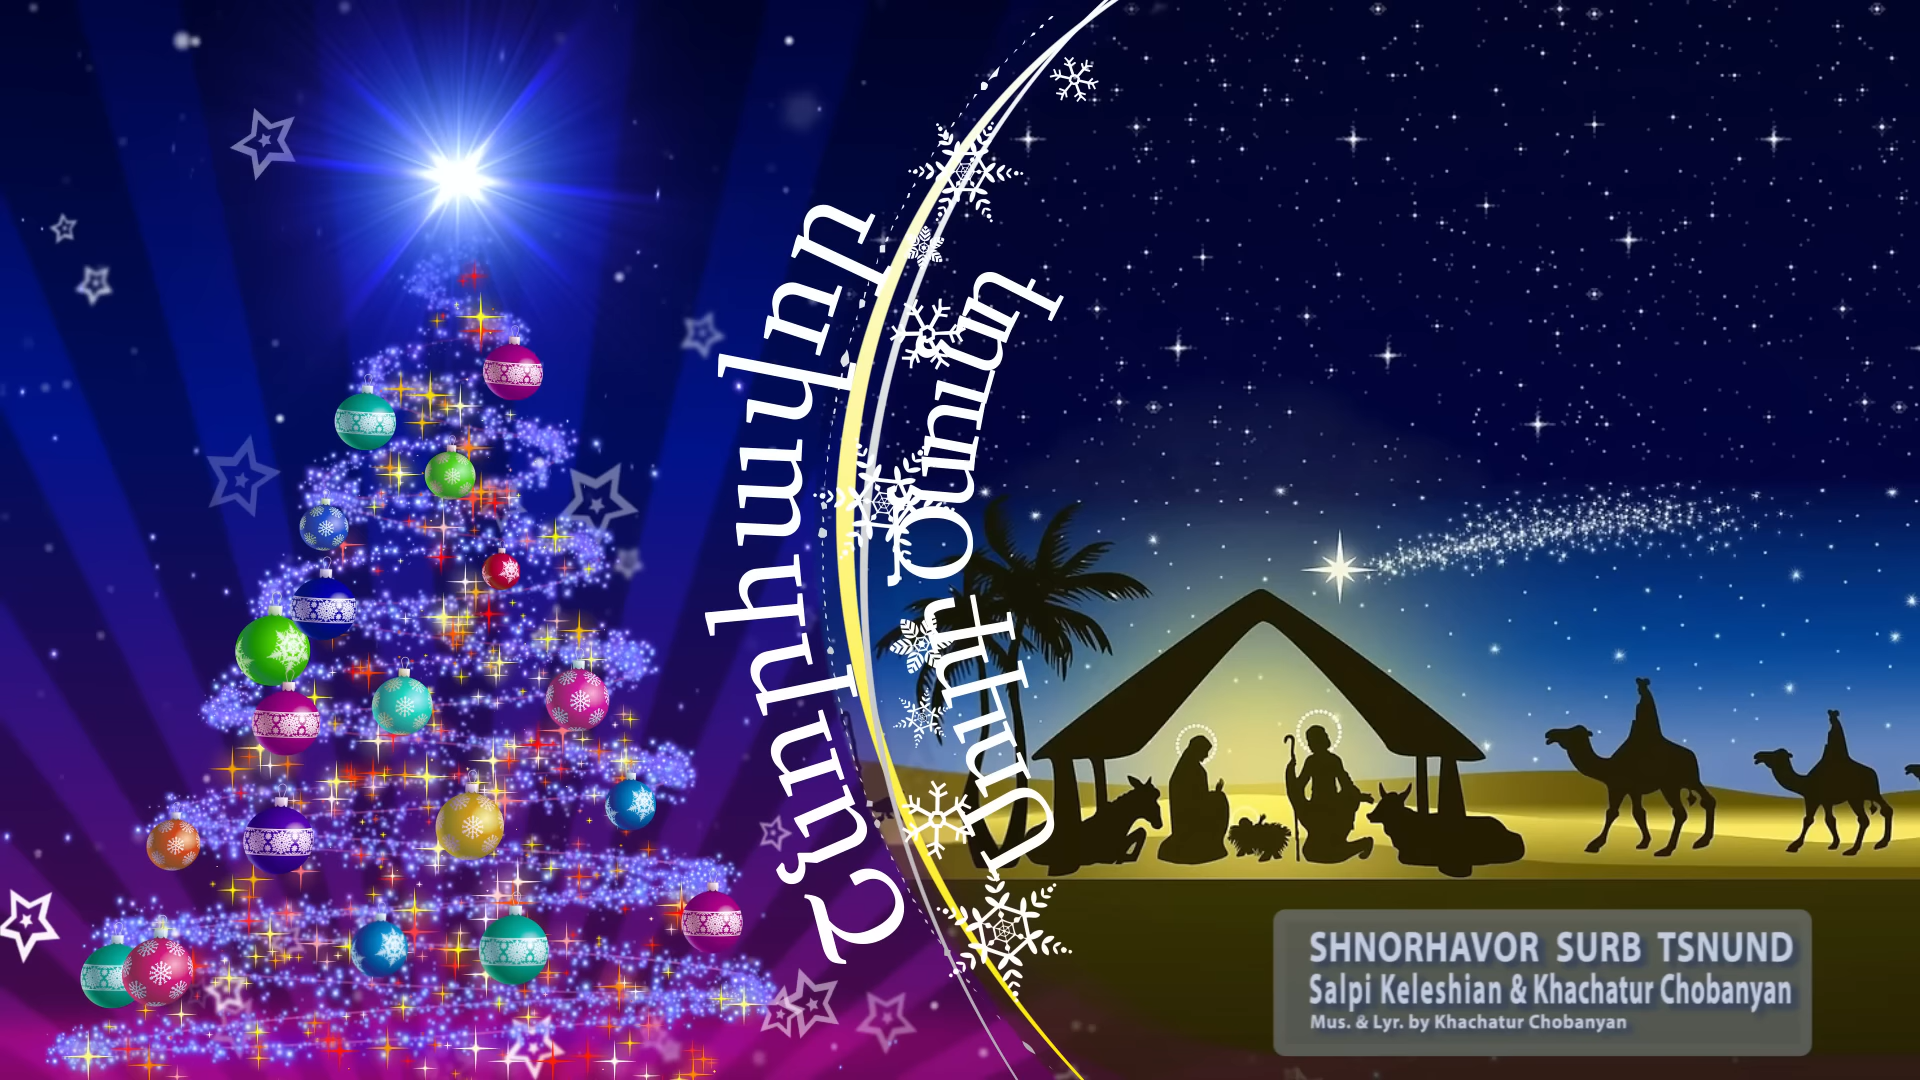 Շնորհավոր
Սուրբ Ծնունդ
SHNORHAVOR SURB TSNUND
Salpi Keleshian & Khachatur Chobanyan
Mus. & Lyr. by Khachatur Chobanyan